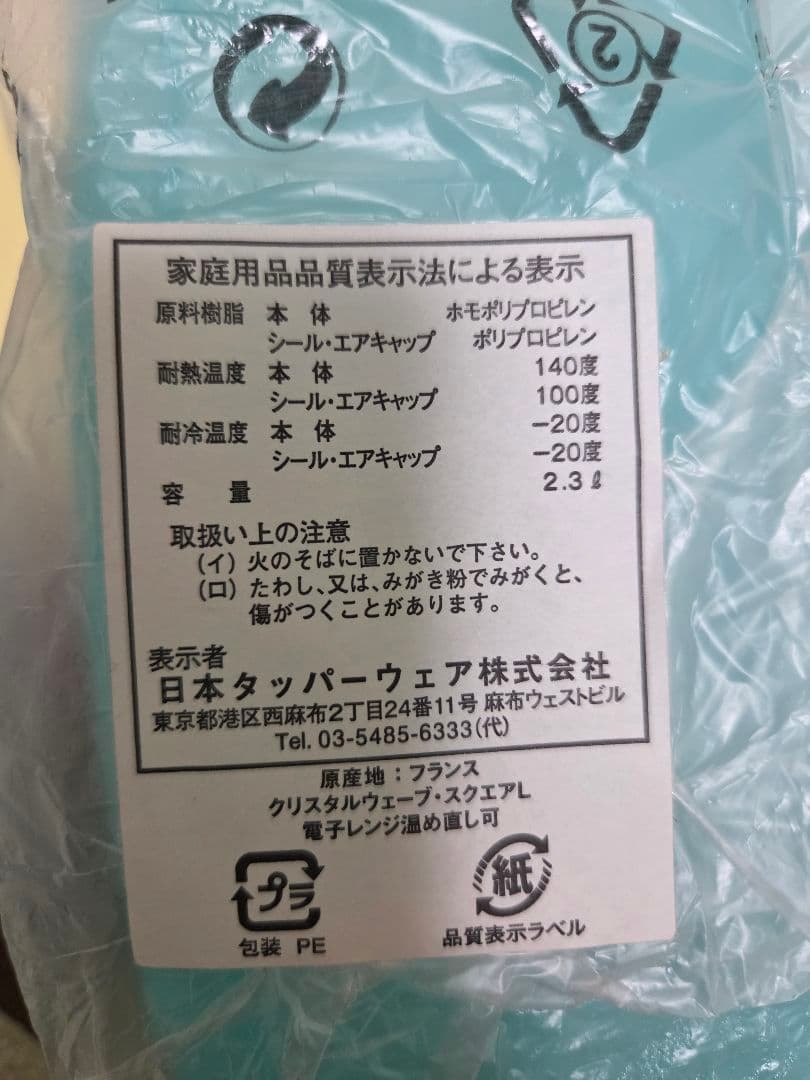 2
家庭用品品質表示法による表示
原料樹脂 本 体 ホモポリプロピレン
シール・エアキャップ ポリプロピレン
耐熱温度 本 体 140度
シール・エアキャップ 100度
耐冷温度 本 体 −20度
シール・エアキャップ −20度
容 量 2.3ℓ
取扱い上の注意
(イ) 火のそばに置かないで下さい。
(ロ) たわし、又は、みがき粉でみがくと、
傷がつくことがあります。
表示者
日本タッパーウェア株式会社
東京都港区西麻布2丁目24番11号 麻布ウェストビル
Tel. 03-5485-6333(代)
原産地：フランス
クリスタルウェーブ・スクエアL
電子レンジ温め直し可
プラ 紙
包装 PE 品質表示ラベル